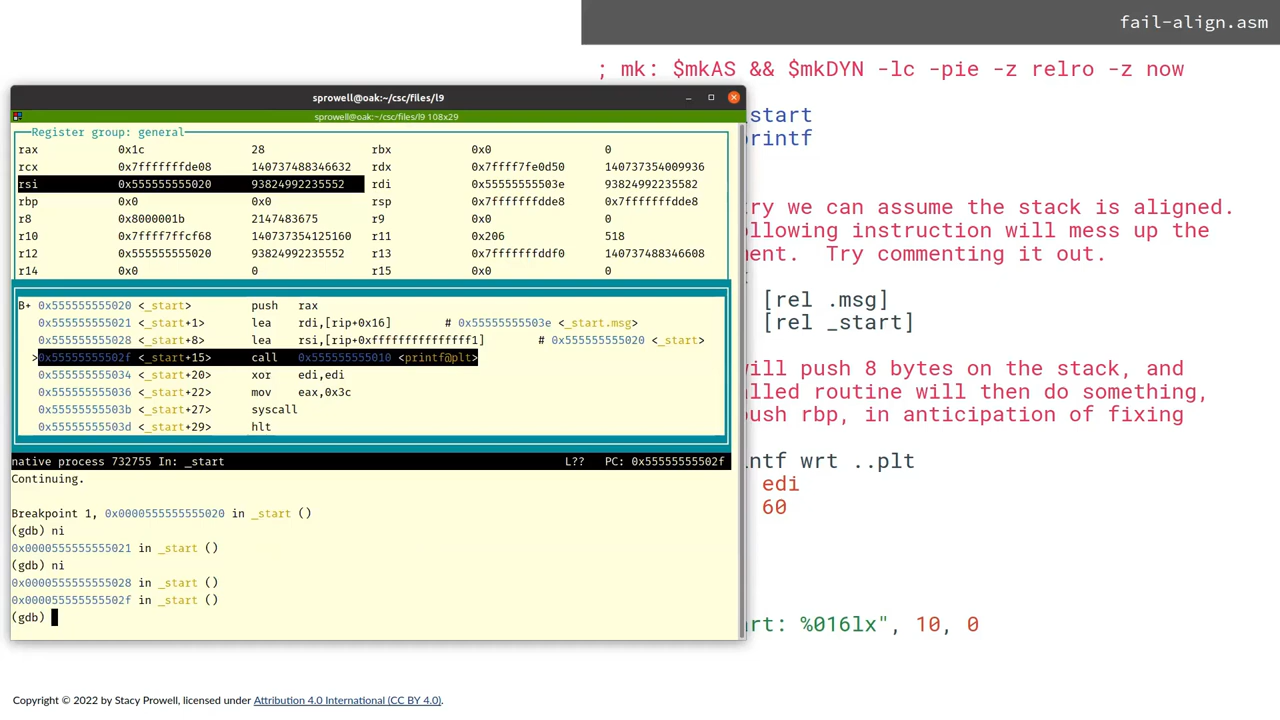 fail-align.asm
; mk: $mkAS && $mkDYN -lc -pie -z relro -z now
start
printf
ry we can assume the stack is aligned.
ollowing instruction will mess up the
ment.  Try commenting it out.
[rel .msg]
[rel _start]
will push 8 bytes on the stack, and
alled routine will then do something,
push rbp, in anticipation of fixing
ntf wrt ..plt
edi
60
art: %016lx", 10, 0
sprowell@oak:~/csc/files/l9
sprowell@oak:~/csc/files/l9 108x29
Register group: general
rax 0x1c 28 rbx 0x0 0
rcx 0x7fffffffde08 140737488346632 rdx 0x7ffff7fe0d50 140737354009936
rsi 0x555555555020 93824992235552 rdi 0x55555555503e 93824992235582
rbp 0x0 0x0 rsp 0x7fffffffdde8 0x7fffffffdde8
r8 0x8000001b 2147483675 r9 0x0 0
r10 0x7ffff7ffcf68 140737354125160 r11 0x206 518
r12 0x555555555020 93824992235552 r13 0x7fffffffddf0 140737488346608
r14 0x0 0 r15 0x0 0
B+ 0x555555555020 <_start> push rax
0x555555555021 <_start+1> lea rdi,[rip+0x16] # 0x55555555503e <_start.msg>
0x555555555028 <_start+8> lea rsi,[rip+0xfffffffffffffff1] # 0x555555555020 <_start>
>0x55555555502f <_start+15> call 0x555555555010 <printf@plt>
0x555555555034 <_start+20> xor edi,edi
0x555555555036 <_start+22> mov eax,0x3c
0x55555555503b <_start+27> syscall
0x55555555503d <_start+29> hlt
native process 732755 In: _start L?? PC: 0x55555555502f
Continuing.
Breakpoint 1, 0x0000555555555020 in _start ()
(gdb) ni
0x0000555555555021 in _start ()
(gdb) ni
0x0000555555555028 in _start ()
0x000055555555502f in _start ()
(gdb)
Copyright © 2022 by Stacy Prowell, licensed under Attribution 4.0 International (CC BY 4.0).